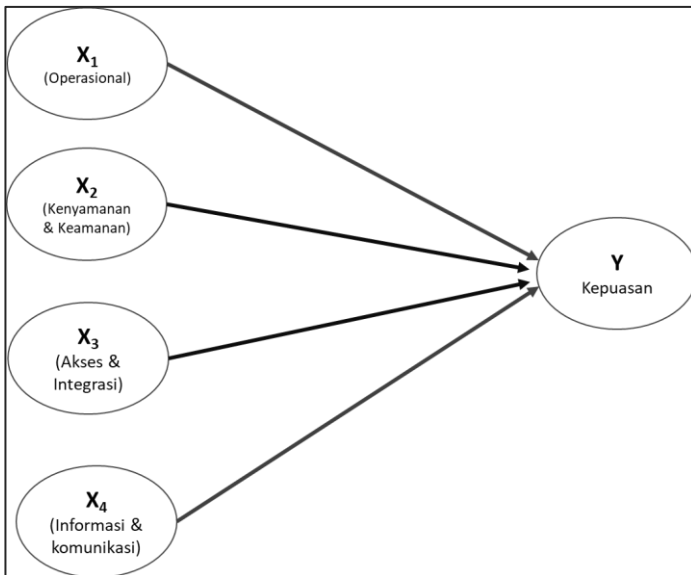 X₁
(Operasional)
X₂
(Kenyamanan
& Keamanan)
Y
Kepuasan
X₃
(Akses &
Integrasi)
X₄
(Informasi &
komunikasi)